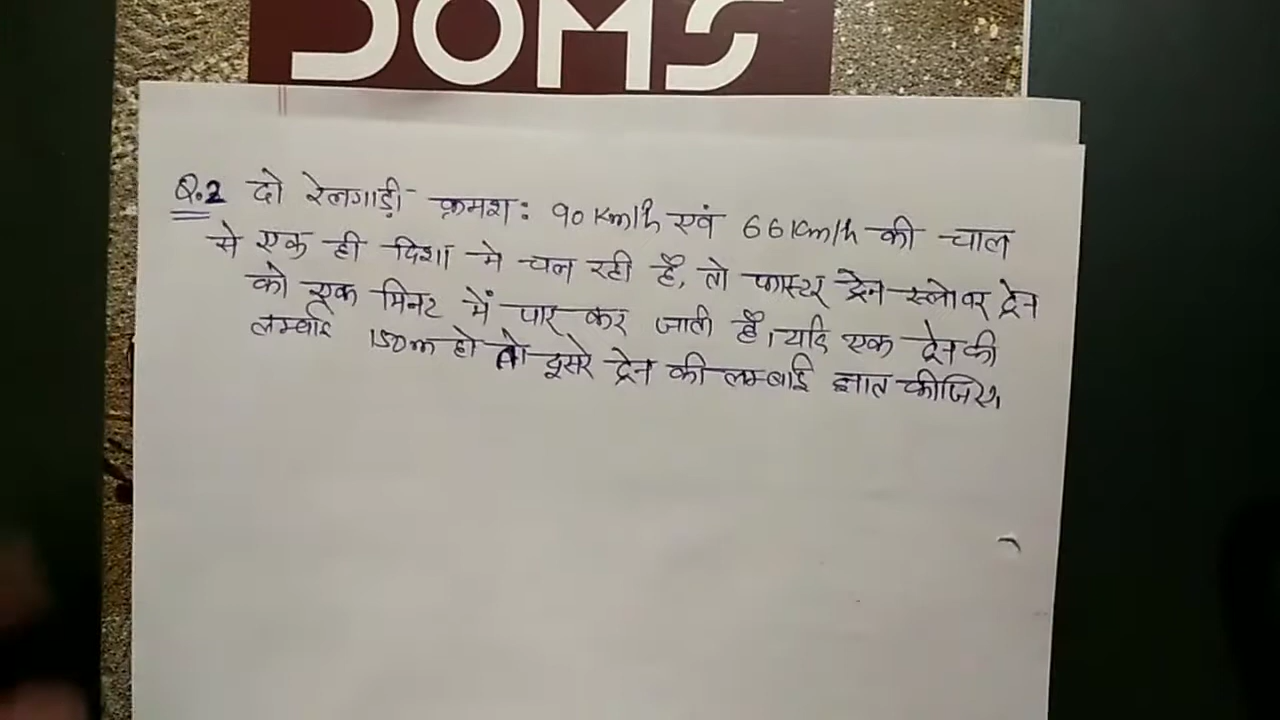 DOMS
Q.2 दो रेलगाड़ी क्रमश: 90 Km/h एवं 66 Km/h की चाल
से एक ही दिशा मे चल रही है, तो फास्टर ट्रेन स्लोवर ट्रेन
को एक मिनट में पार कर जाती है। यदि एक ट्रेन की
लम्बाई 150m हो तो दूसरे ट्रेन की लम्बाई ज्ञात कीजिए।